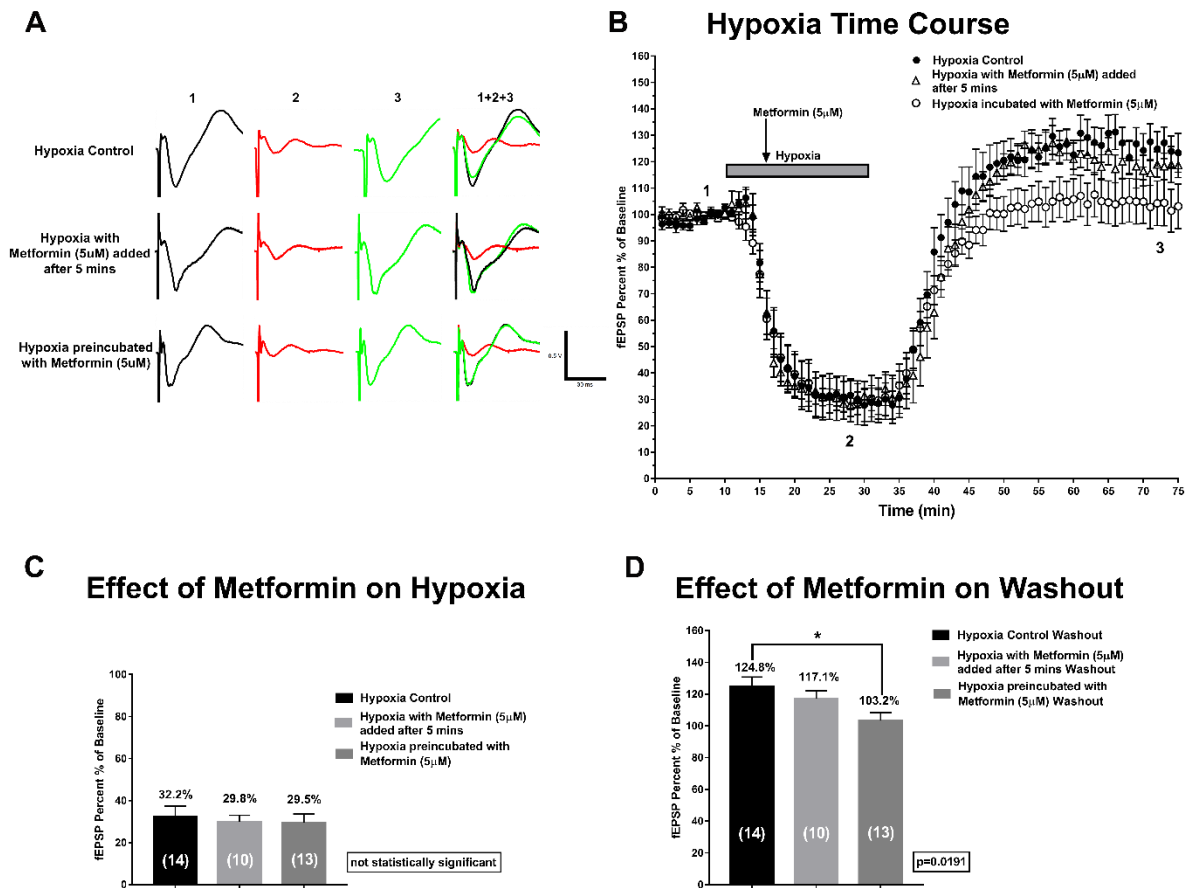 A
1 2 3 1+2+3
Hypoxia Control
Hypoxia with
Metformin (5uM) added
after 5 mins
Hypoxia preincubated
with Metformin (5uM)
0.5 V
30 ms
B
Hypoxia Time Course
Hypoxia Control
Hypoxia with Metformin (5μM) added
after 5 mins
Hypoxia incubated with Metformin (5μM)
Metformin (5μM)
Hypoxia
1
2
3
fEPSP Percent % of Baseline
160
150
140
130
120
110
100
90
80
70
60
50
40
30
20
10
0
0 5 10 15 20 25 30 35 40 45 50 55 60 65 70 75
Time (min)
C
Effect of Metformin on Hypoxia
fEPSP Percent % of Baseline
100
80
60
40
20
0
Hypoxia Control
Hypoxia with Metformin (5μM)
added after 5 mins
Hypoxia preincubated with
Metformin (5μM)
32.2% 29.8% 29.5%
(14) (10) (13)
not statistically significant
D
Effect of Metformin on Washout
fEPSP Percent % of Baseline
160
140
120
100
80
60
40
20
0
*
124.8%
117.1%
103.2%
(14) (10) (13)
Hypoxia Control Washout
Hypoxia with Metformin (5μM)
added after 5 mins Washout
Hypoxia preincubated with
Metformin (5μM) Washout
p=0.0191